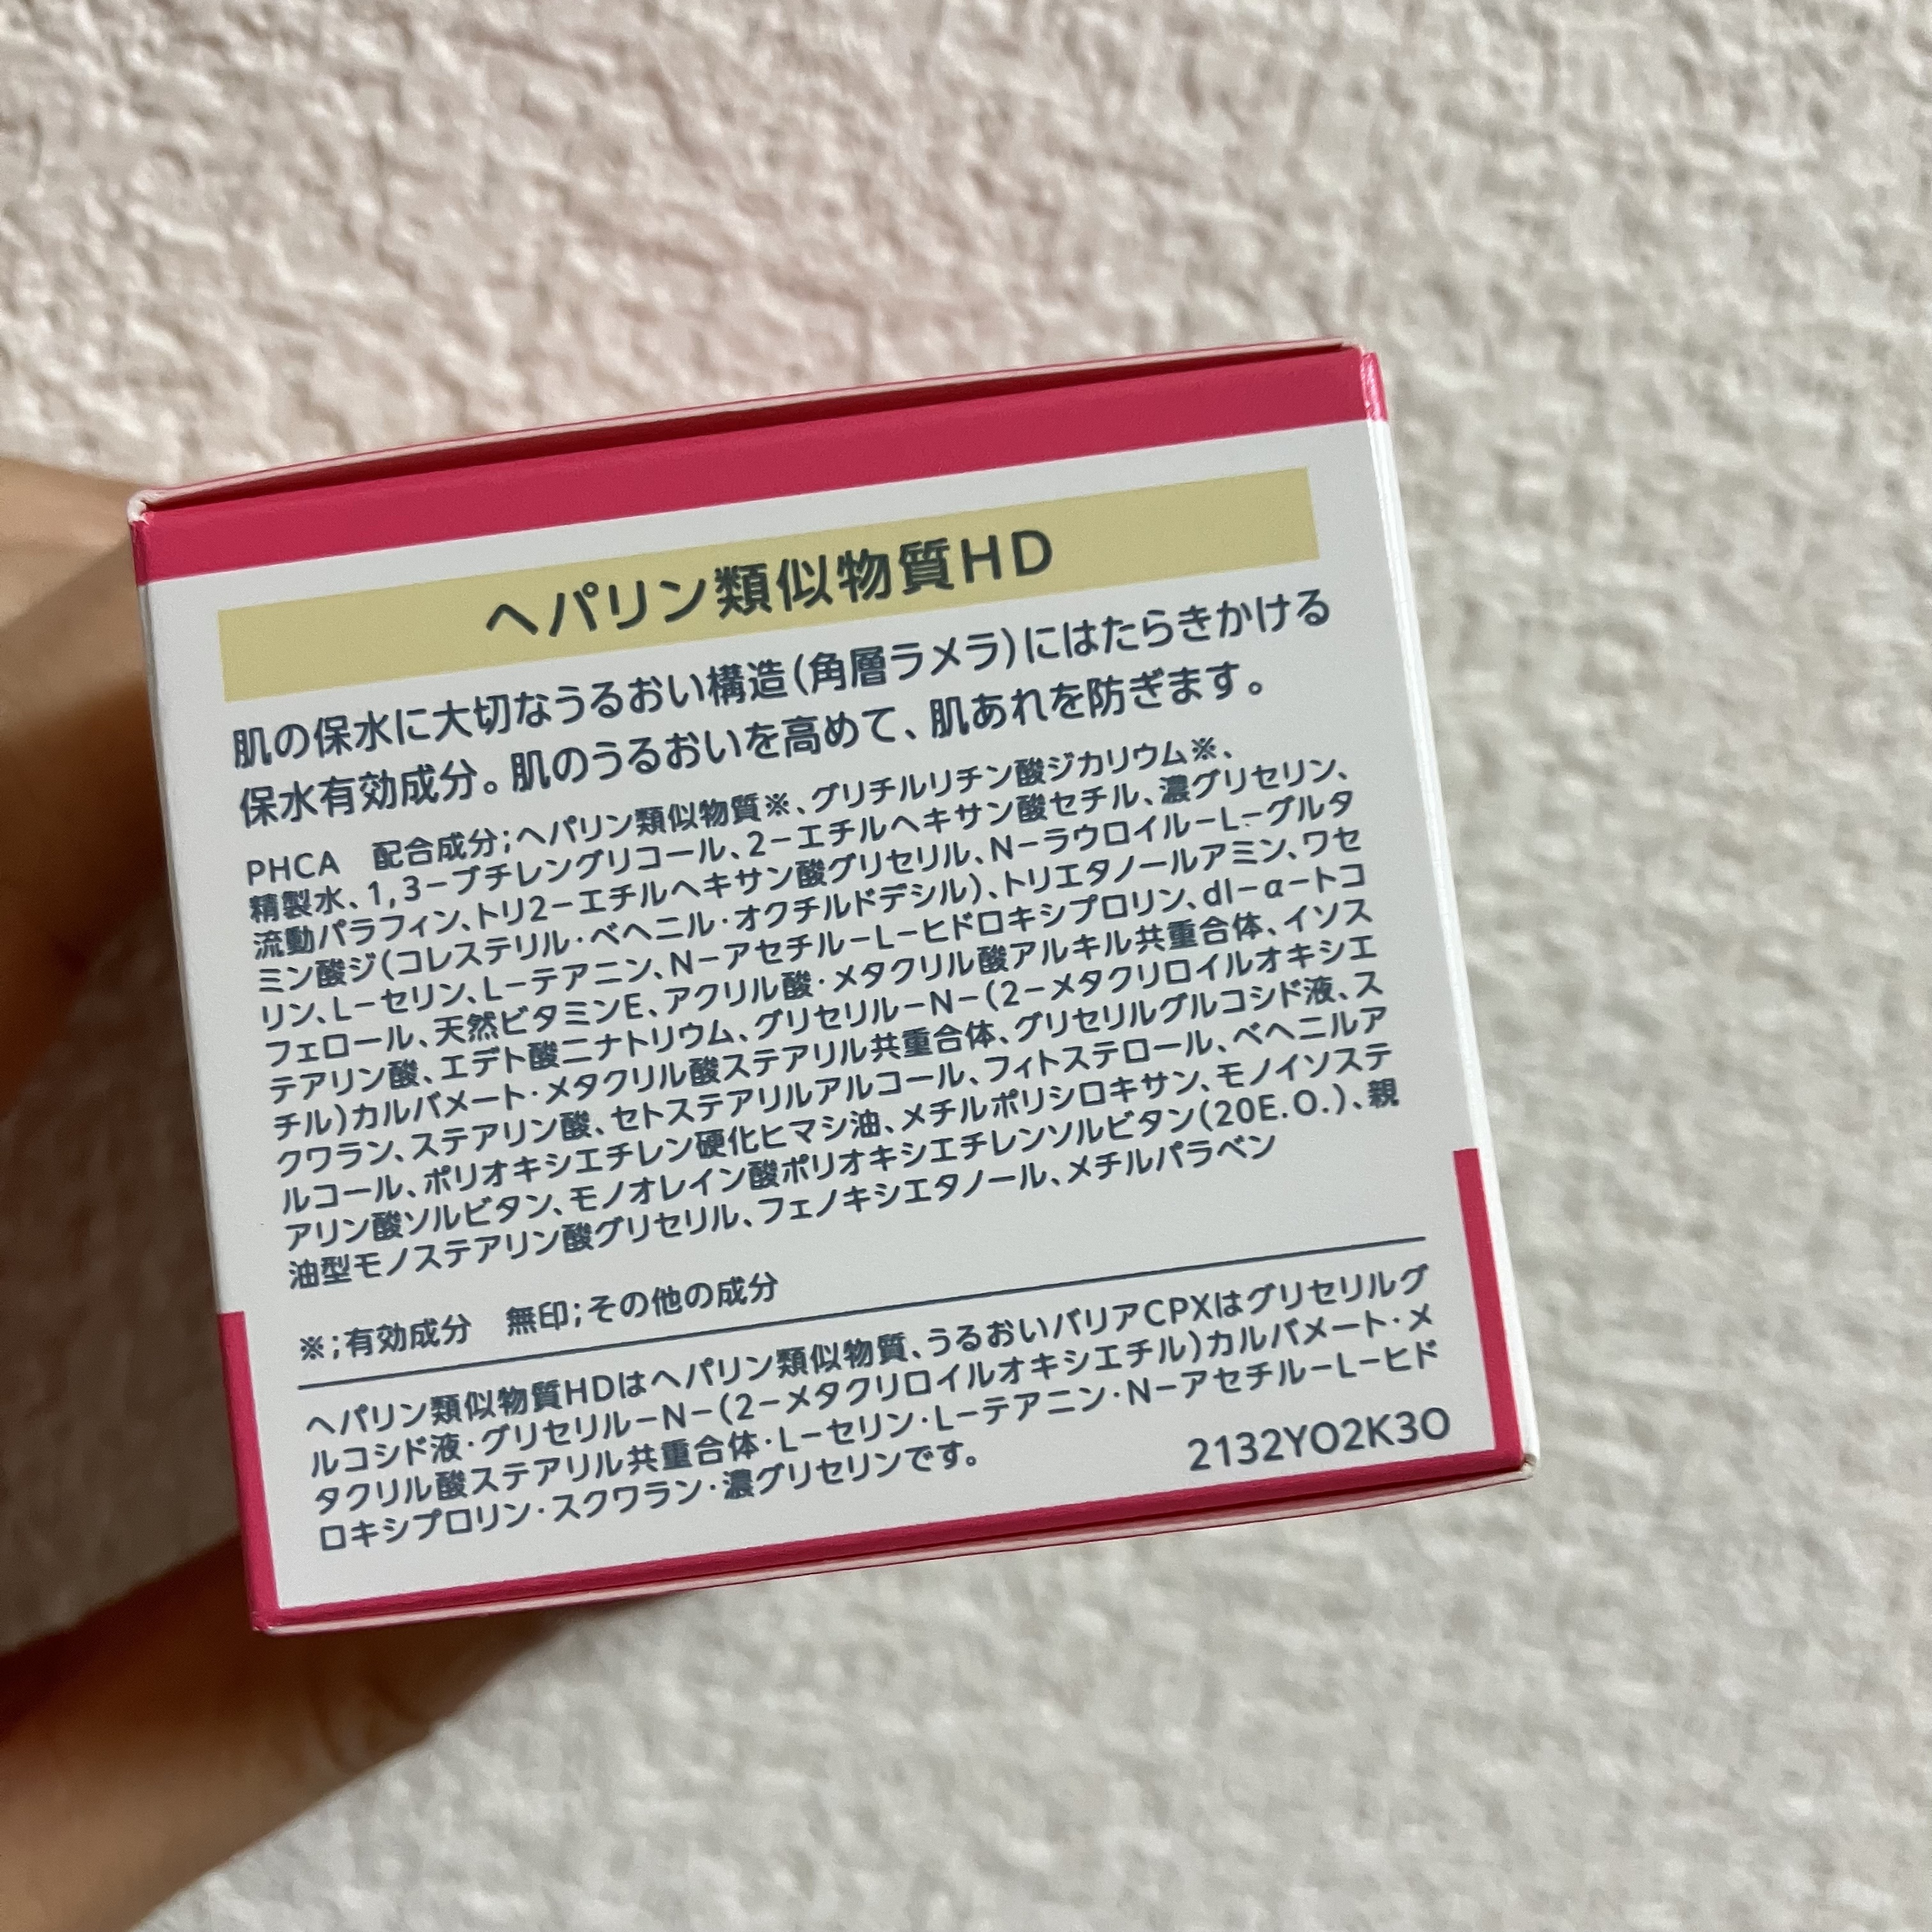 ヘパリン類似物質HD
肌の保水に大切なうるおい構造(角層ラメラ)にはたらきかける
保水有効成分。肌のうるおいを高めて、肌あれを防ぎます。
PHCA　配合成分;ヘパリン類似物質※、グリチルリチン酸ジカリウム※、
精製水、1,3−ブチレングリコール、2−エチルヘキサン酸セチル、濃グリセリン、
流動パラフィン、トリ2−エチルヘキサン酸グリセリル、N−ラウロイル−L−グルタ
ミン酸ジ(コレステリル・ベヘニル・オクチルドデシル)、トリエタノールアミン、ワセ
リン、L−セリン、L−テアニン、N−アセチル−L−ヒドロキシプロリン、dl−α−トコ
フェロール、天然ビタミンE、アクリル酸・メタクリル酸アルキル共重合体、イソス
テアリン酸、エデト酸二ナトリウム、グリセリル−N−(2−メタクリロイルオキシエ
チル)カルバメート・メタクリル酸ステアリル共重合体、グリセリルグルコシド液、ス
クワラン、ステアリン酸、セトステアリルアルコール、フィトステロール、ベヘニルア
ルコール、ポリオキシエチレン硬化ヒマシ油、メチルポリシロキサン、モノイソステ
アリン酸ソルビタン、モノオレイン酸ポリオキシエチレンソルビタン(20E.O.)、親
油型モノステアリン酸グリセリル、フェノキシエタノール、メチルパラベン
※;有効成分　無印;その他の成分
ヘパリン類似物質HDはヘパリン類似物質、うるおいバリアCPXはグリセリルグ
ルコシド液・グリセリル−N−(2−メタクリロイルオキシエチル)カルバメート・メ
タクリル酸ステアリル共重合体・L−セリン・L−テアニン・N−アセチル−L−ヒド
ロキシプロリン・スクワラン・濃グリセリンです。
2132YO2K3O